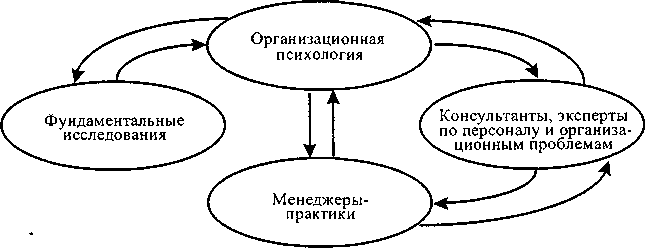 Организационная
психология
Фундаментальные
исследования
Консультанты, эксперты
по персоналу и организа-
ционным проблемам
Менеджеры-
практики